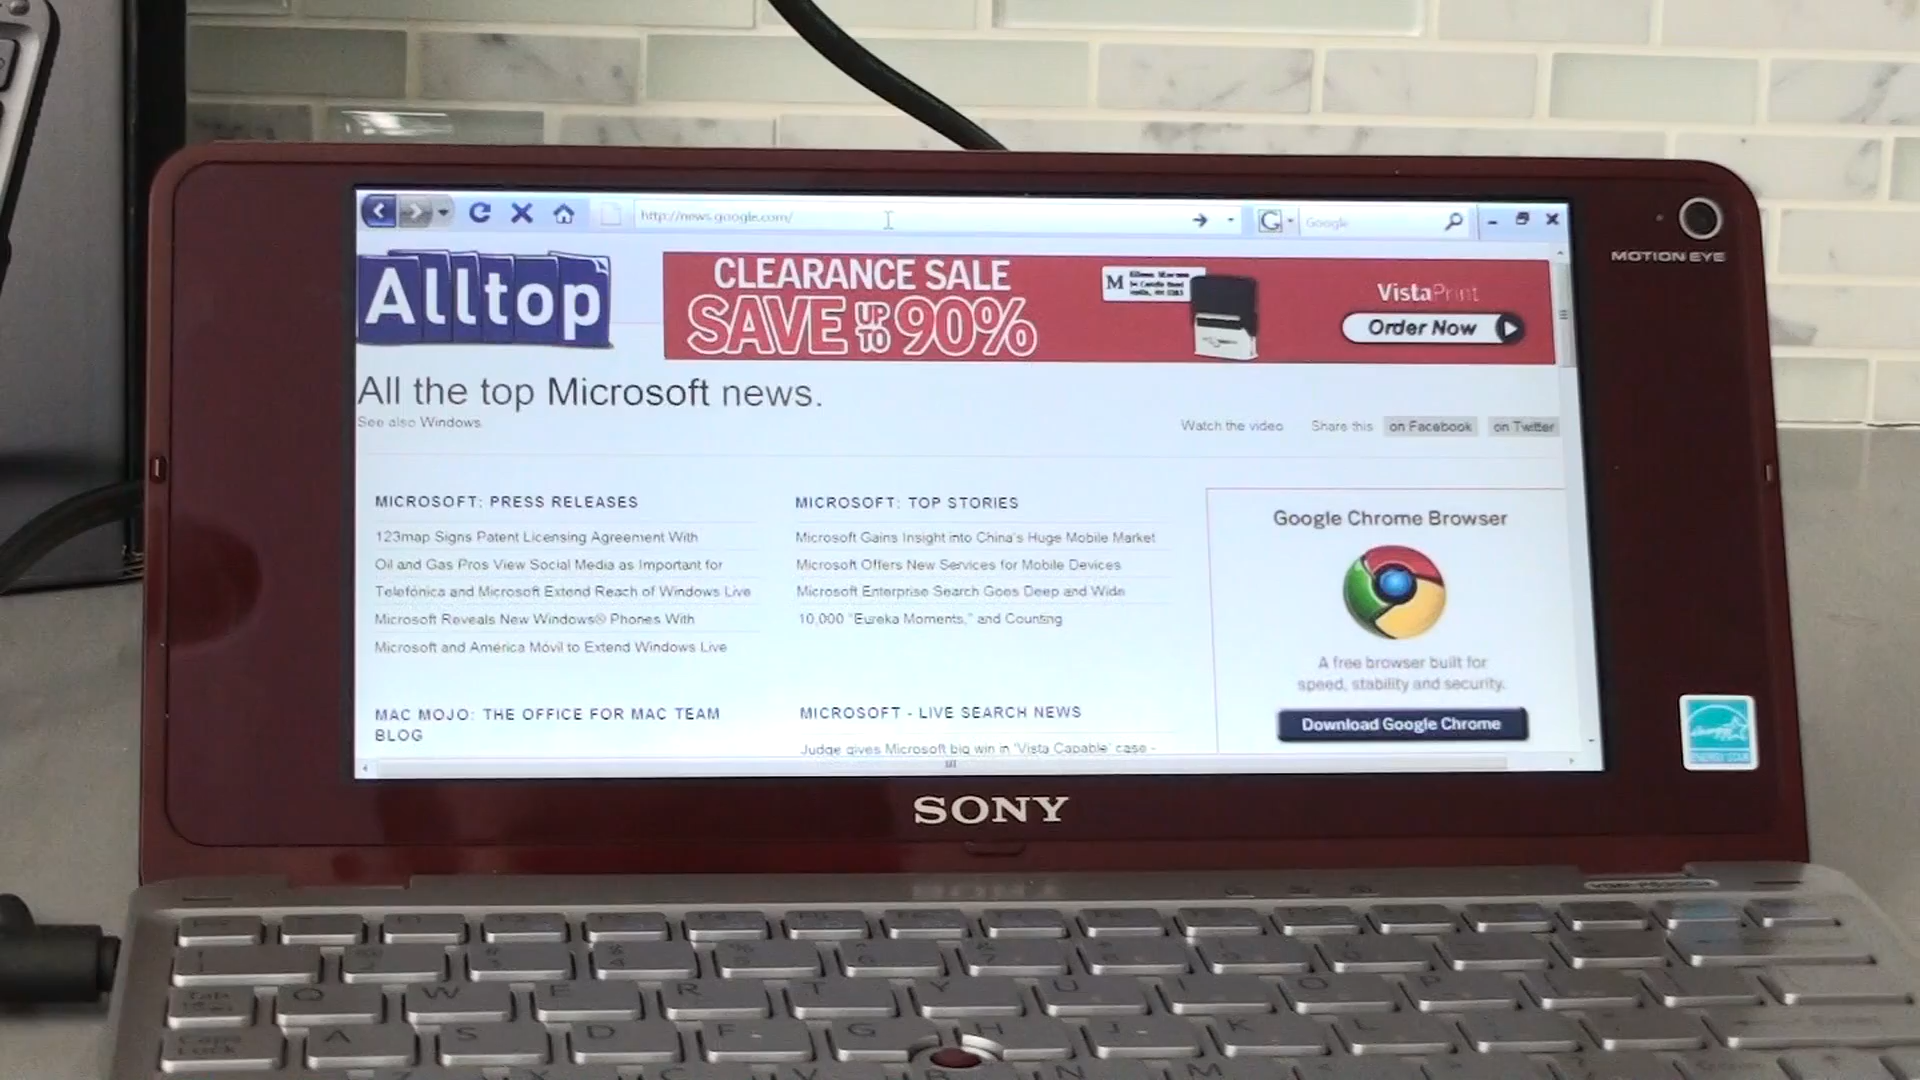 http://news.google.com/
Google
MOTION EYE
Alltop
CLEARANCE SALE
SAVE UP TO 90%
M
VistaPrint
Order Now
All the top Microsoft news.
See also Windows
Watch the video Share this on Facebook on Twitter
MICROSOFT: PRESS RELEASES
123map Signs Patent Licensing Agreement With
Oil and Gas Pros View Social Media as Important for
Telefónica and Microsoft Extend Reach of Windows Live
Microsoft Reveals New Windows® Phones With
Microsoft and América Móvil to Extend Windows Live
MICROSOFT: TOP STORIES
Microsoft Gains Insight into China's Huge Mobile Market
Microsoft Offers New Services for Mobile Devices
Microsoft Enterprise Search Goes Deep and Wide
10,000 "Eureka Moments," and Counting
Google Chrome Browser
A free browser built for
speed, stability and security.
Download Google Chrome
MAC MOJO: THE OFFICE FOR MAC TEAM
BLOG
MICROSOFT - LIVE SEARCH NEWS
Judge gives Microsoft big win in 'Vista Capable' case -
ENERGY STAR
SONY
Tab Q W E R T Y U I O P
Caps Lock A S D F G H J K L
X C V B N M